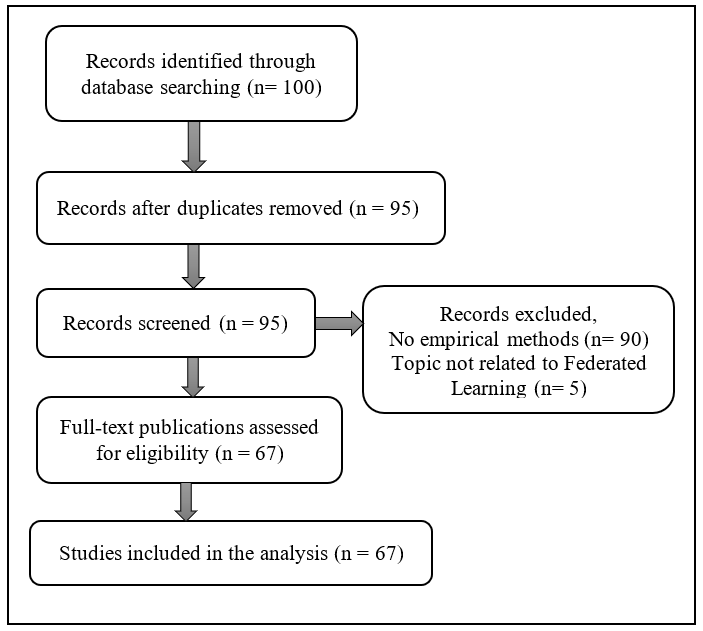 Records identified through
database searching (n= 100)
Records after duplicates removed (n = 95)
Records screened (n = 95)
Records excluded,
No empirical methods (n= 90)
Topic not related to Federated
Learning (n= 5)
Full-text publications assessed
for eligibility (n = 67)
Studies included in the analysis (n = 67)